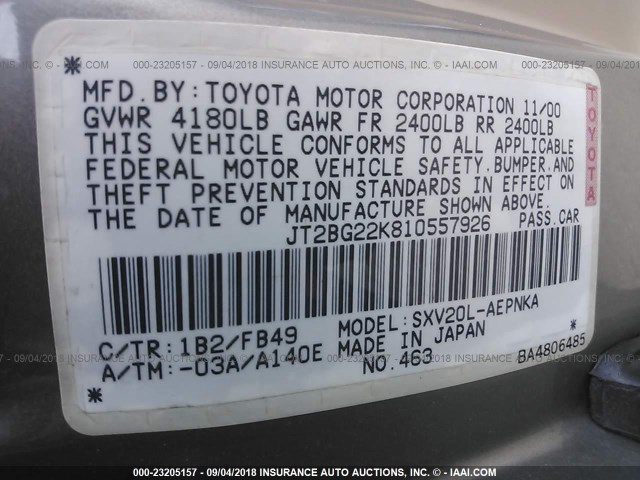 000-23205157 - 09/04/2018 INSURANCE AUTO AUCTIONS, INC. © - IAAI.COM
MFD.BY:TOYOTA MOTOR CORPORATION 11/00
GVWR 4180LB GAWR FR 2400LB RR 2400LB
THIS VEHICLE CONFORMS TO ALL APPLICABLE
FEDERAL MOTOR VEHICLE SAFETY,BUMPER,AND
THEFT PREVENTION STANDARDS IN EFFECT ON
THE DATE OF MANUFACTURE SHOWN ABOVE.
JT2BG22K810557926 PASS.CAR
TOYOTA
C/TR:1B2/FB49 MODEL:SXV20L-AEPNKA
A/TM:-03A/A140E MADE IN JAPAN
NO.463 BA4806485
000-23205157 - 09/04/2018 INSURANCE AUTO AUCTIONS, INC. © - IAAI.COM